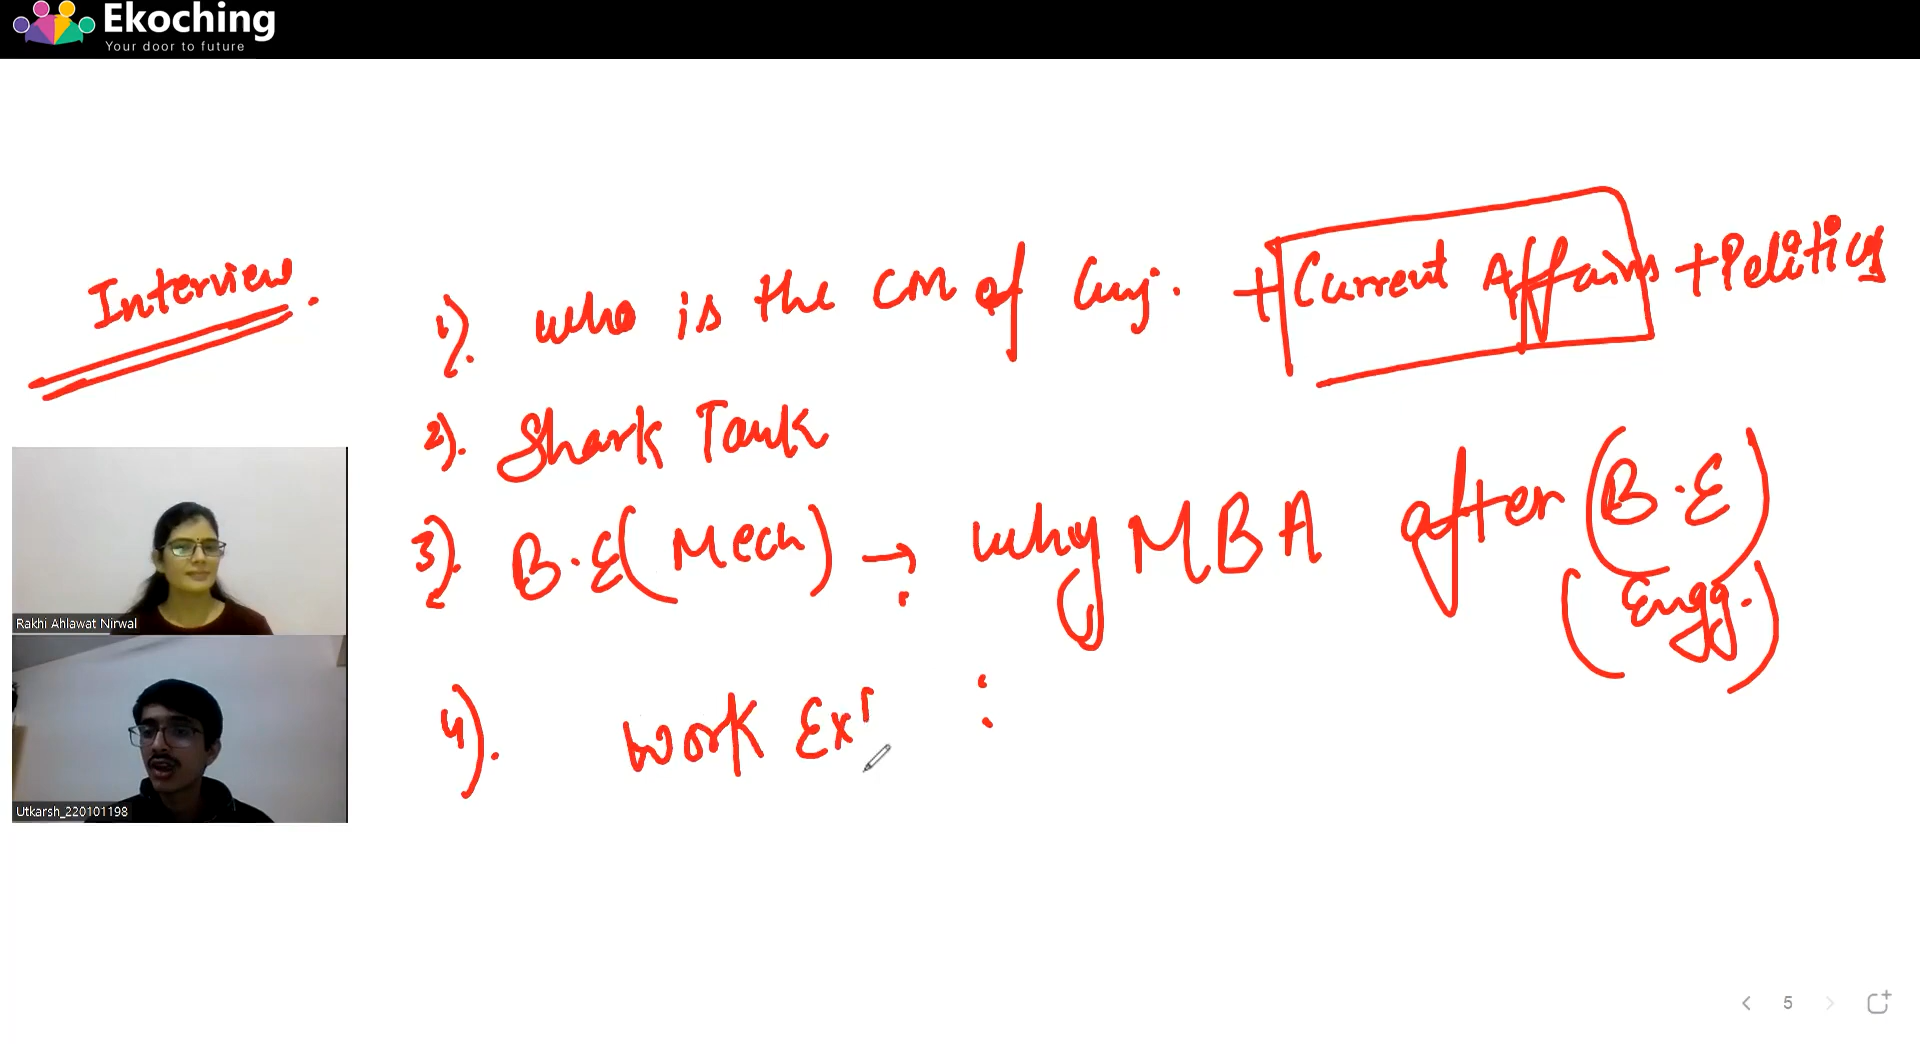 Ekoching
Your door to future
Interview.
1). who is the CM of Guj. + Current Affairs + Politics
2). Shark Tank
3). B.E (Mech) → why MBA after (B.E)
(Engg.)
4). Work Exp :
Rakhi Ahlawat Nirwal
Utkarsh_220101198
< 5 >